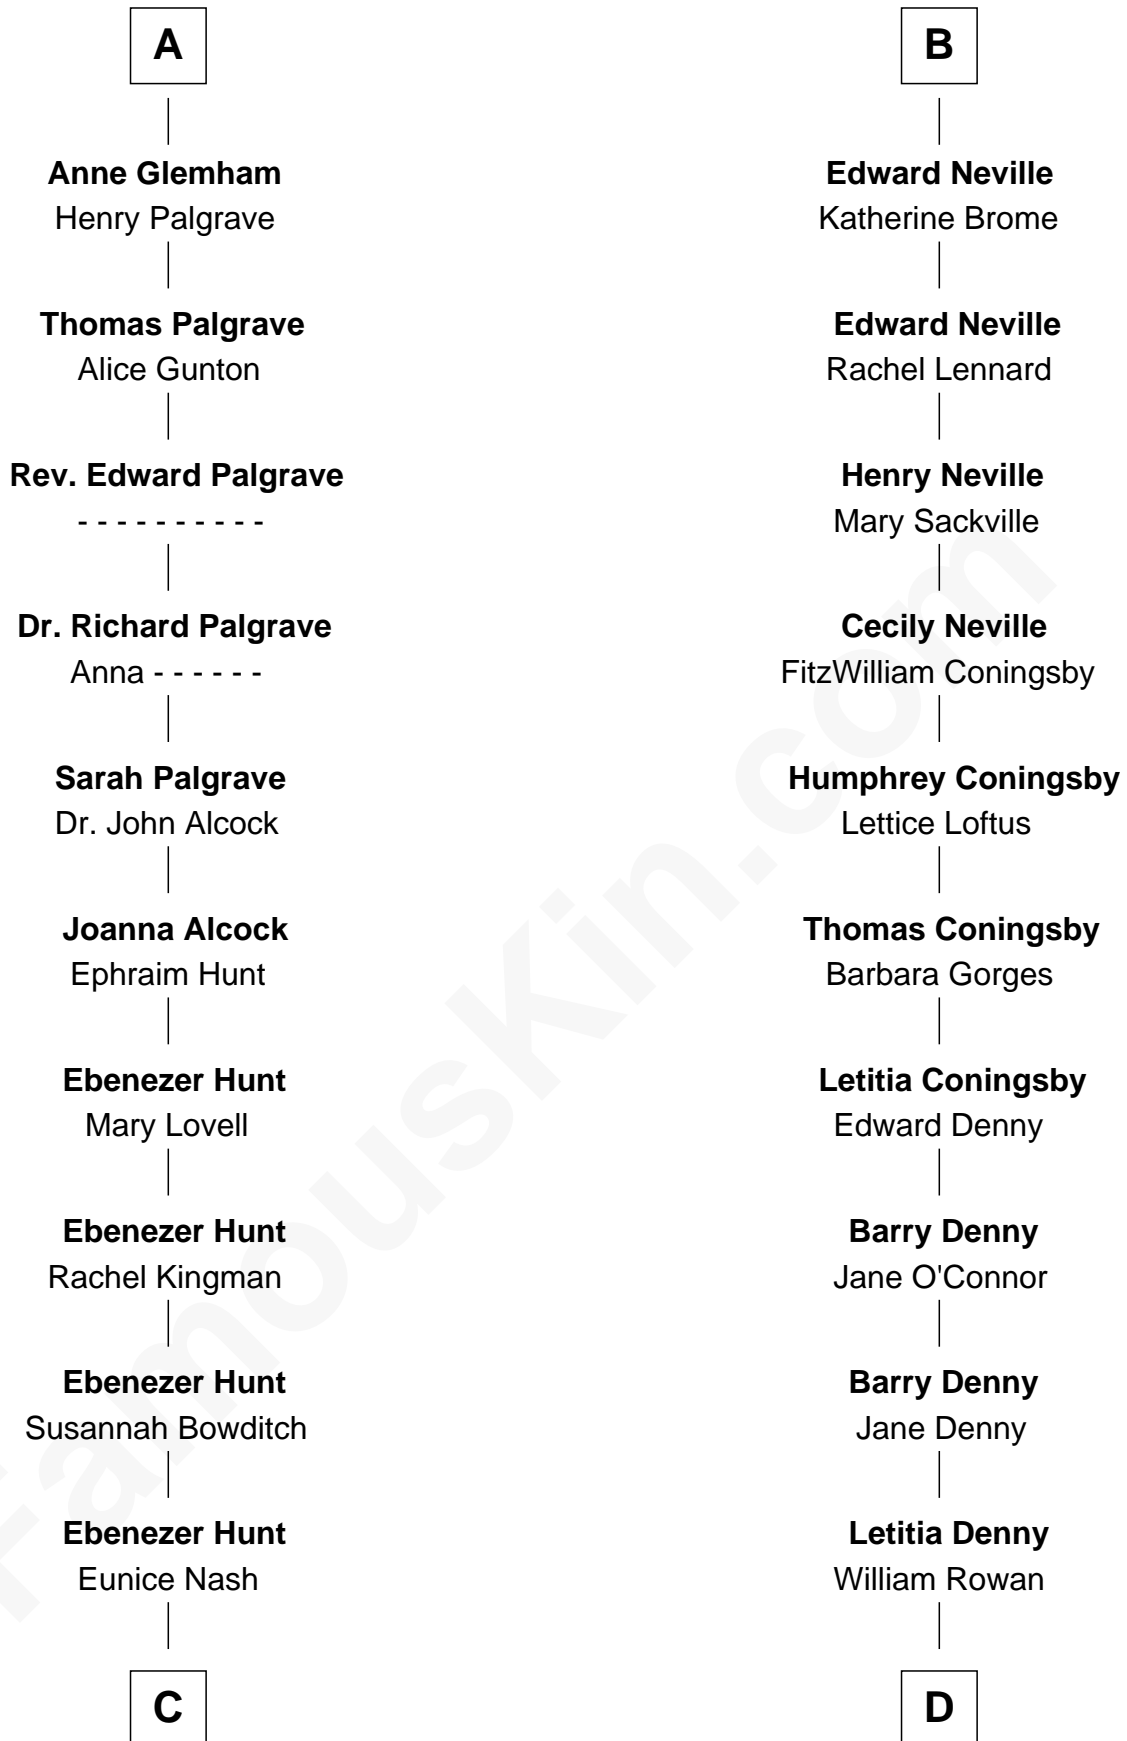 A
Anne Glemham
Henry Palgrave
Thomas Palgrave
Alice Gunton
Rev. Edward Palgrave
- - - - - - - - - -
Dr. Richard Palgrave
Anna - - - - - -
Sarah Palgrave
Dr. John Alcock
Joanna Alcock
Ephraim Hunt
Ebenezer Hunt
Mary Lovell
Ebenezer Hunt
Rachel Kingman
Ebenezer Hunt
Susannah Bowditch
Ebenezer Hunt
Eunice Nash
C
B
Edward Neville
Katherine Brome
Edward Neville
Rachel Lennard
Henry Neville
Mary Sackville
Cecily Neville
FitzWilliam Coningsby
Humphrey Coningsby
Lettice Loftus
Thomas Coningsby
Barbara Gorges
Letitia Coningsby
Edward Denny
Barry Denny
Jane O'Connor
Barry Denny
Jane Denny
Letitia Denny
William Rowan
D
FamousKin.com